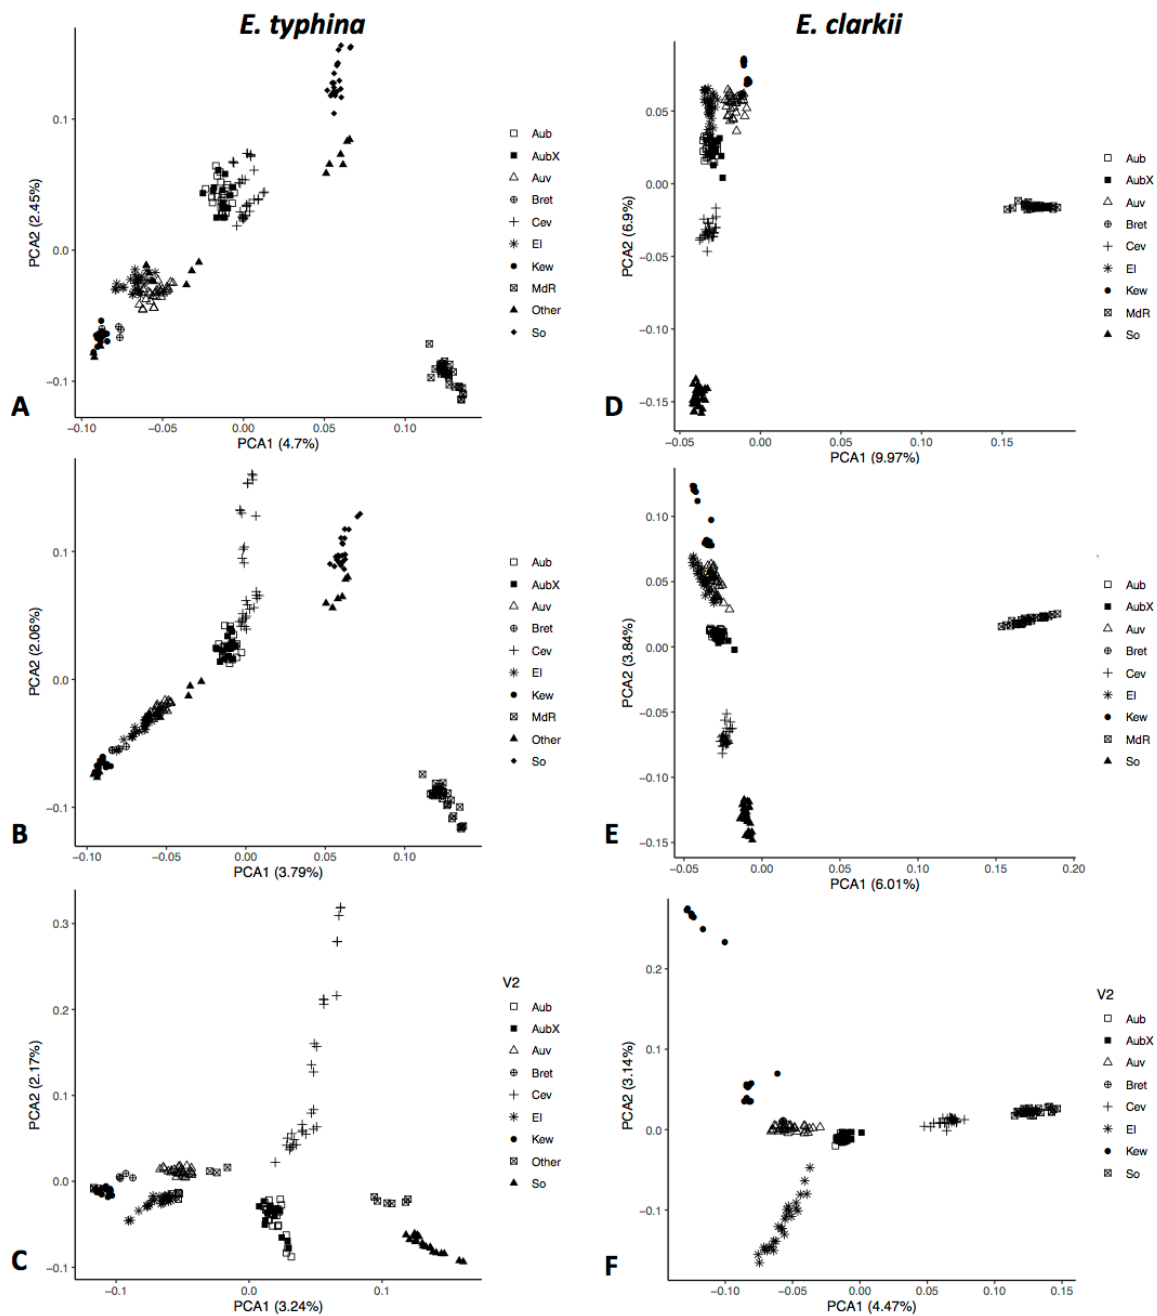 E. typhina
E. clarkii
A
PCA2 (2.45%)
0.1
0.0
−0.1
−0.10
−0.05
0.00
0.05
0.10
PCA1 (4.7%)
Aub
AubX
Auv
Bret
Cev
EI
Kew
MdR
Other
So
D
PCA2 (6.9%)
0.05
0.00
−0.05
−0.10
−0.15
−0.05
0.00
0.05
0.10
0.15
PCA1 (9.97%)
Aub
AubX
Auv
Bret
Cev
EI
Kew
MdR
So
B
PCA2 (2.06%)
0.1
0.0
−0.1
−0.10
−0.05
0.00
0.05
0.10
PCA1 (3.79%)
Aub
AubX
Auv
Bret
Cev
EI
Kew
MdR
Other
So
E
PCA2 (3.84%)
0.10
0.05
0.00
−0.05
−0.10
−0.15
−0.05
0.00
0.05
0.10
0.15
0.20
PCA1 (6.01%)
Aub
AubX
Auv
Bret
Cev
EI
Kew
MdR
So
C
PCA2 (2.17%)
0.3
0.2
0.1
0.0
−0.1
−0.1
0.0
0.1
PCA1 (3.24%)
V2
Aub
AubX
Auv
Bret
Cev
EI
Kew
Other
So
F
PCA2 (3.14%)
0.2
0.1
0.0
−0.1
−0.10
−0.05
0.00
0.05
0.10
0.15
PCA1 (4.47%)
V2
Aub
AubX
Auv
Bret
Cev
EI
Kew
So